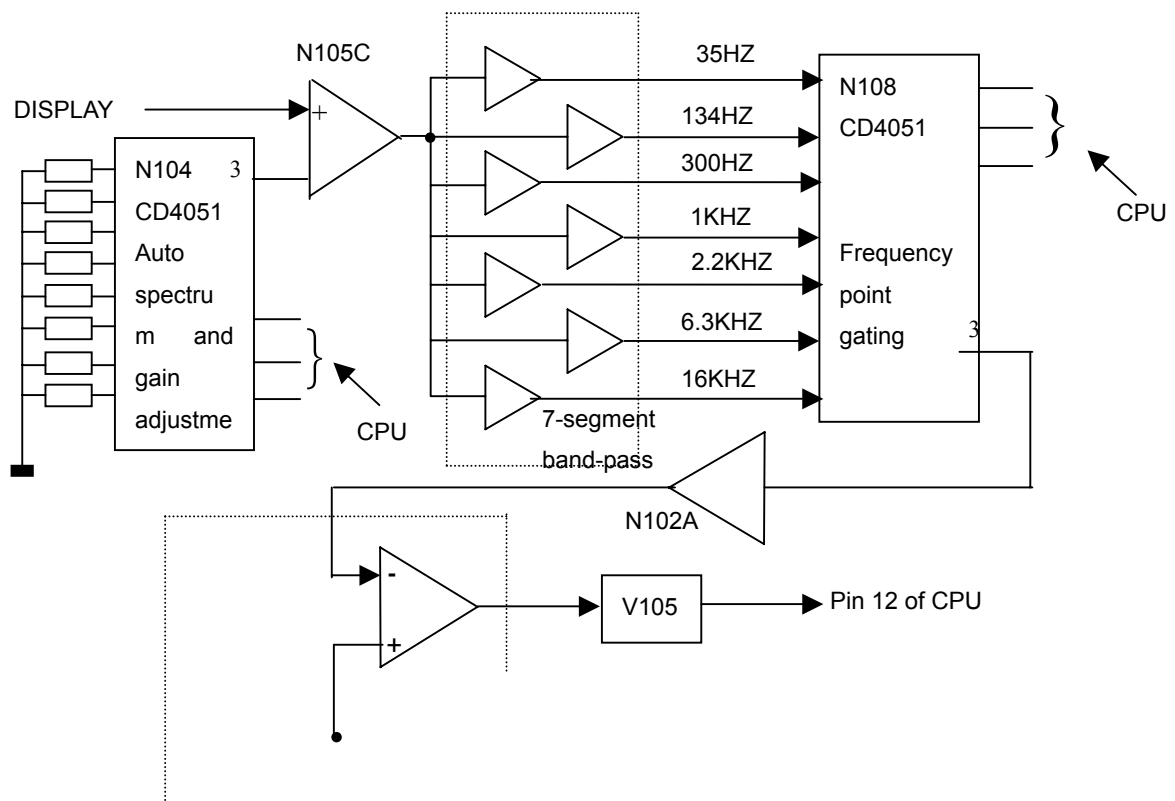 N105C
DISPLAY
+
N104 3
CD4051
Auto
spectru
m and
gain
adjustme
CPU
35HZ
134HZ
300HZ
1KHZ
2.2KHZ
6.3KHZ
16KHZ
7-segment
band-pass
N108
CD4051
Frequency
point
gating
3
CPU
N102A
-
+
V105
Pin 12 of CPU